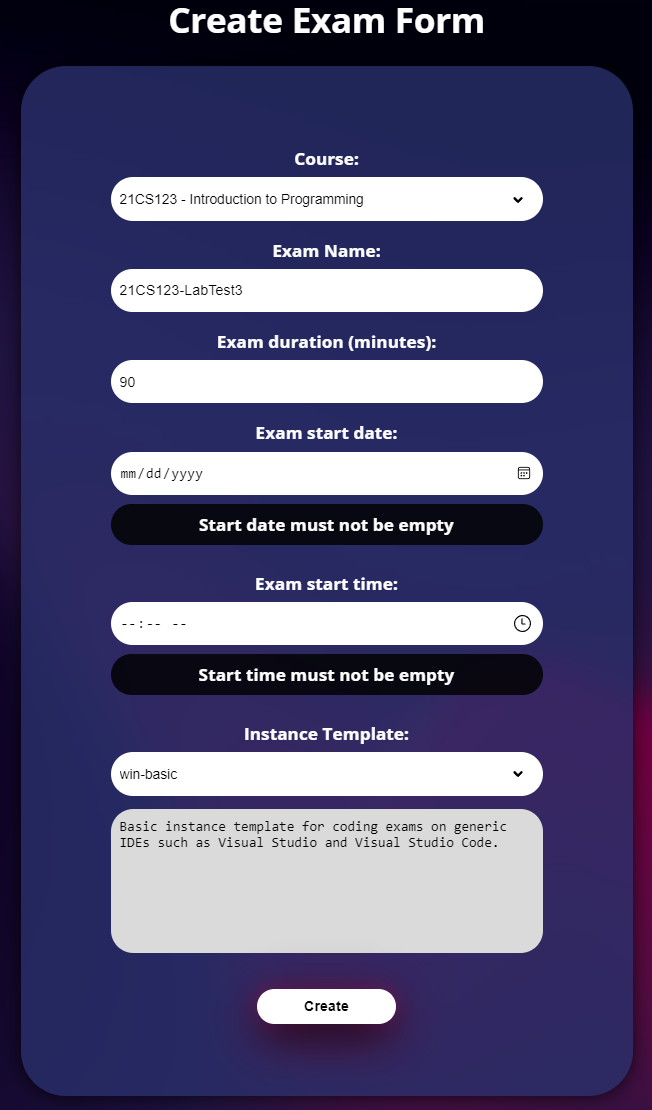 Create Exam Form
Course:
21CS123 - Introduction to Programming
Exam Name:
21CS123-LabTest3
Exam duration (minutes):
90
Exam start date:
mm/dd/yyyy
Start date must not be empty
Exam start time:
--:-- --
Start time must not be empty
Instance Template:
win-basic
Basic instance template for coding exams on generic
IDEs such as Visual Studio and Visual Studio Code.
Create